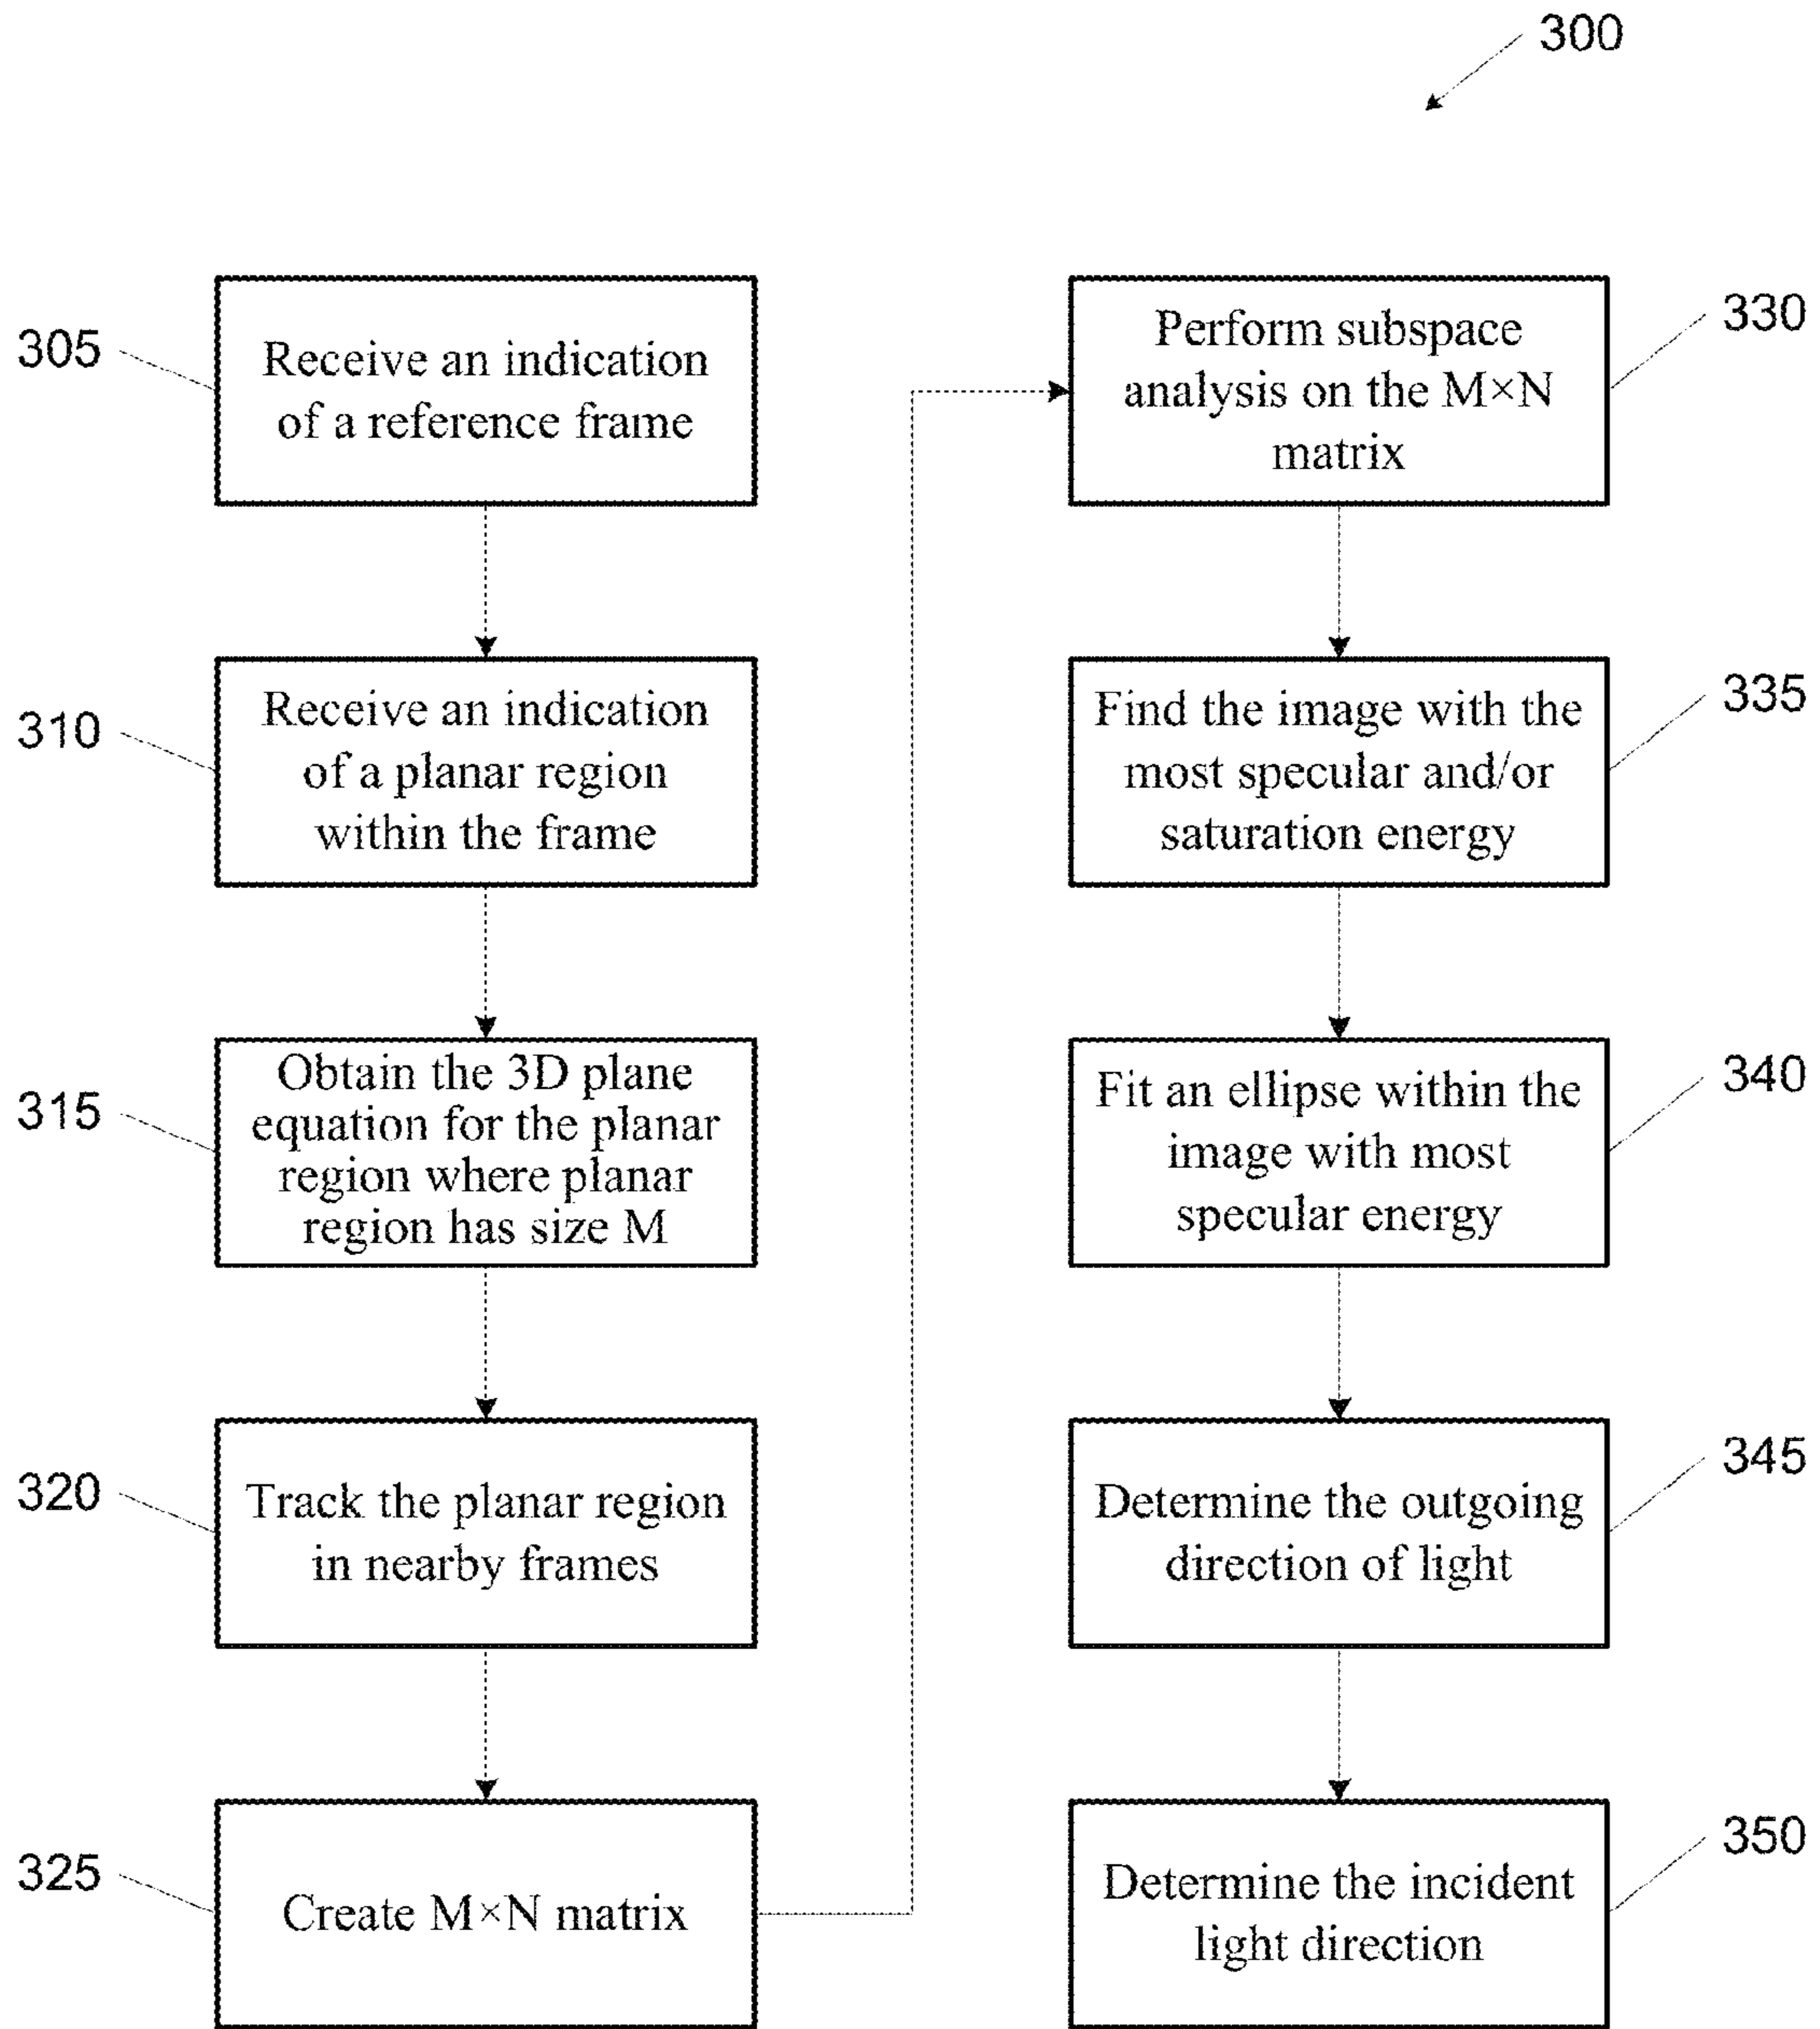 300
305
Receive an indication
of a reference frame
310
Receive an indication
of a planar region
within the frame
315
Obtain the 3D plane
equation for the planar
region where planar
region has size M
320
Track the planar region
in nearby frames
325
Create M×N matrix
330
Perform subspace
analysis on the M×N
matrix
335
Find the image with the
most specular and/or
saturation energy
340
Fit an ellipse within the
image with most
specular energy
345
Determine the outgoing
direction of light
350
Determine the incident
light direction